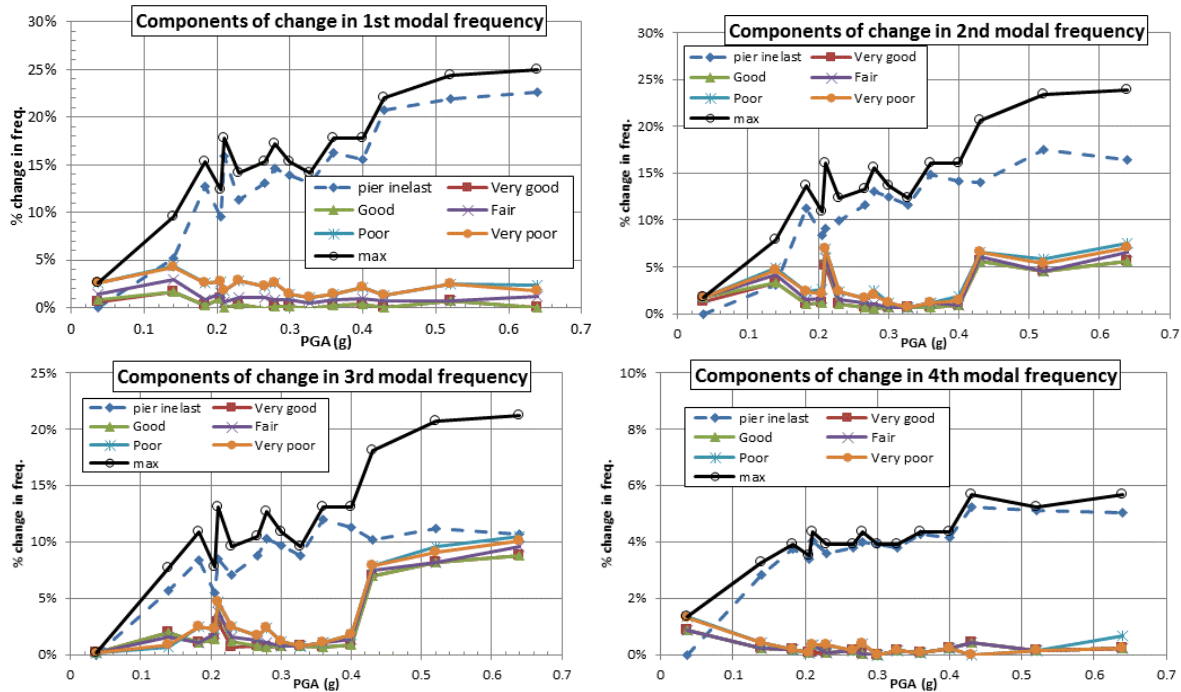 Components of change in 1st modal frequency
30%
25%
20%
15%
10%
5%
0%
% change in freq.
pier inelast Very good
Good Fair
Poor Very poor
max
0 0.1 0.2 0.3 0.4 0.5 0.6 0.7
PGA (g)
Components of change in 2nd modal frequency
30%
25%
20%
15%
10%
5%
0%
% change in freq.
pier inelast Very good
Good Fair
Poor Very poor
max
0 0.1 0.2 0.3 0.4 0.5 0.6 0.7
PGA (g)
Components of change in 3rd modal frequency
25%
20%
15%
10%
5%
0%
% change in freq.
pier inelast Very good
Good Fair
Poor Very poor
max
0 0.1 0.2 0.3 0.4 0.5 0.6 0.7
PGA (g)
Components of change in 4th modal frequency
10%
8%
6%
4%
2%
0%
% change in freq.
pier inelast Very good
Good Fair
Poor Very poor
max
0 0.1 0.2 0.3 0.4 0.5 0.6 0.7
PGA (g)